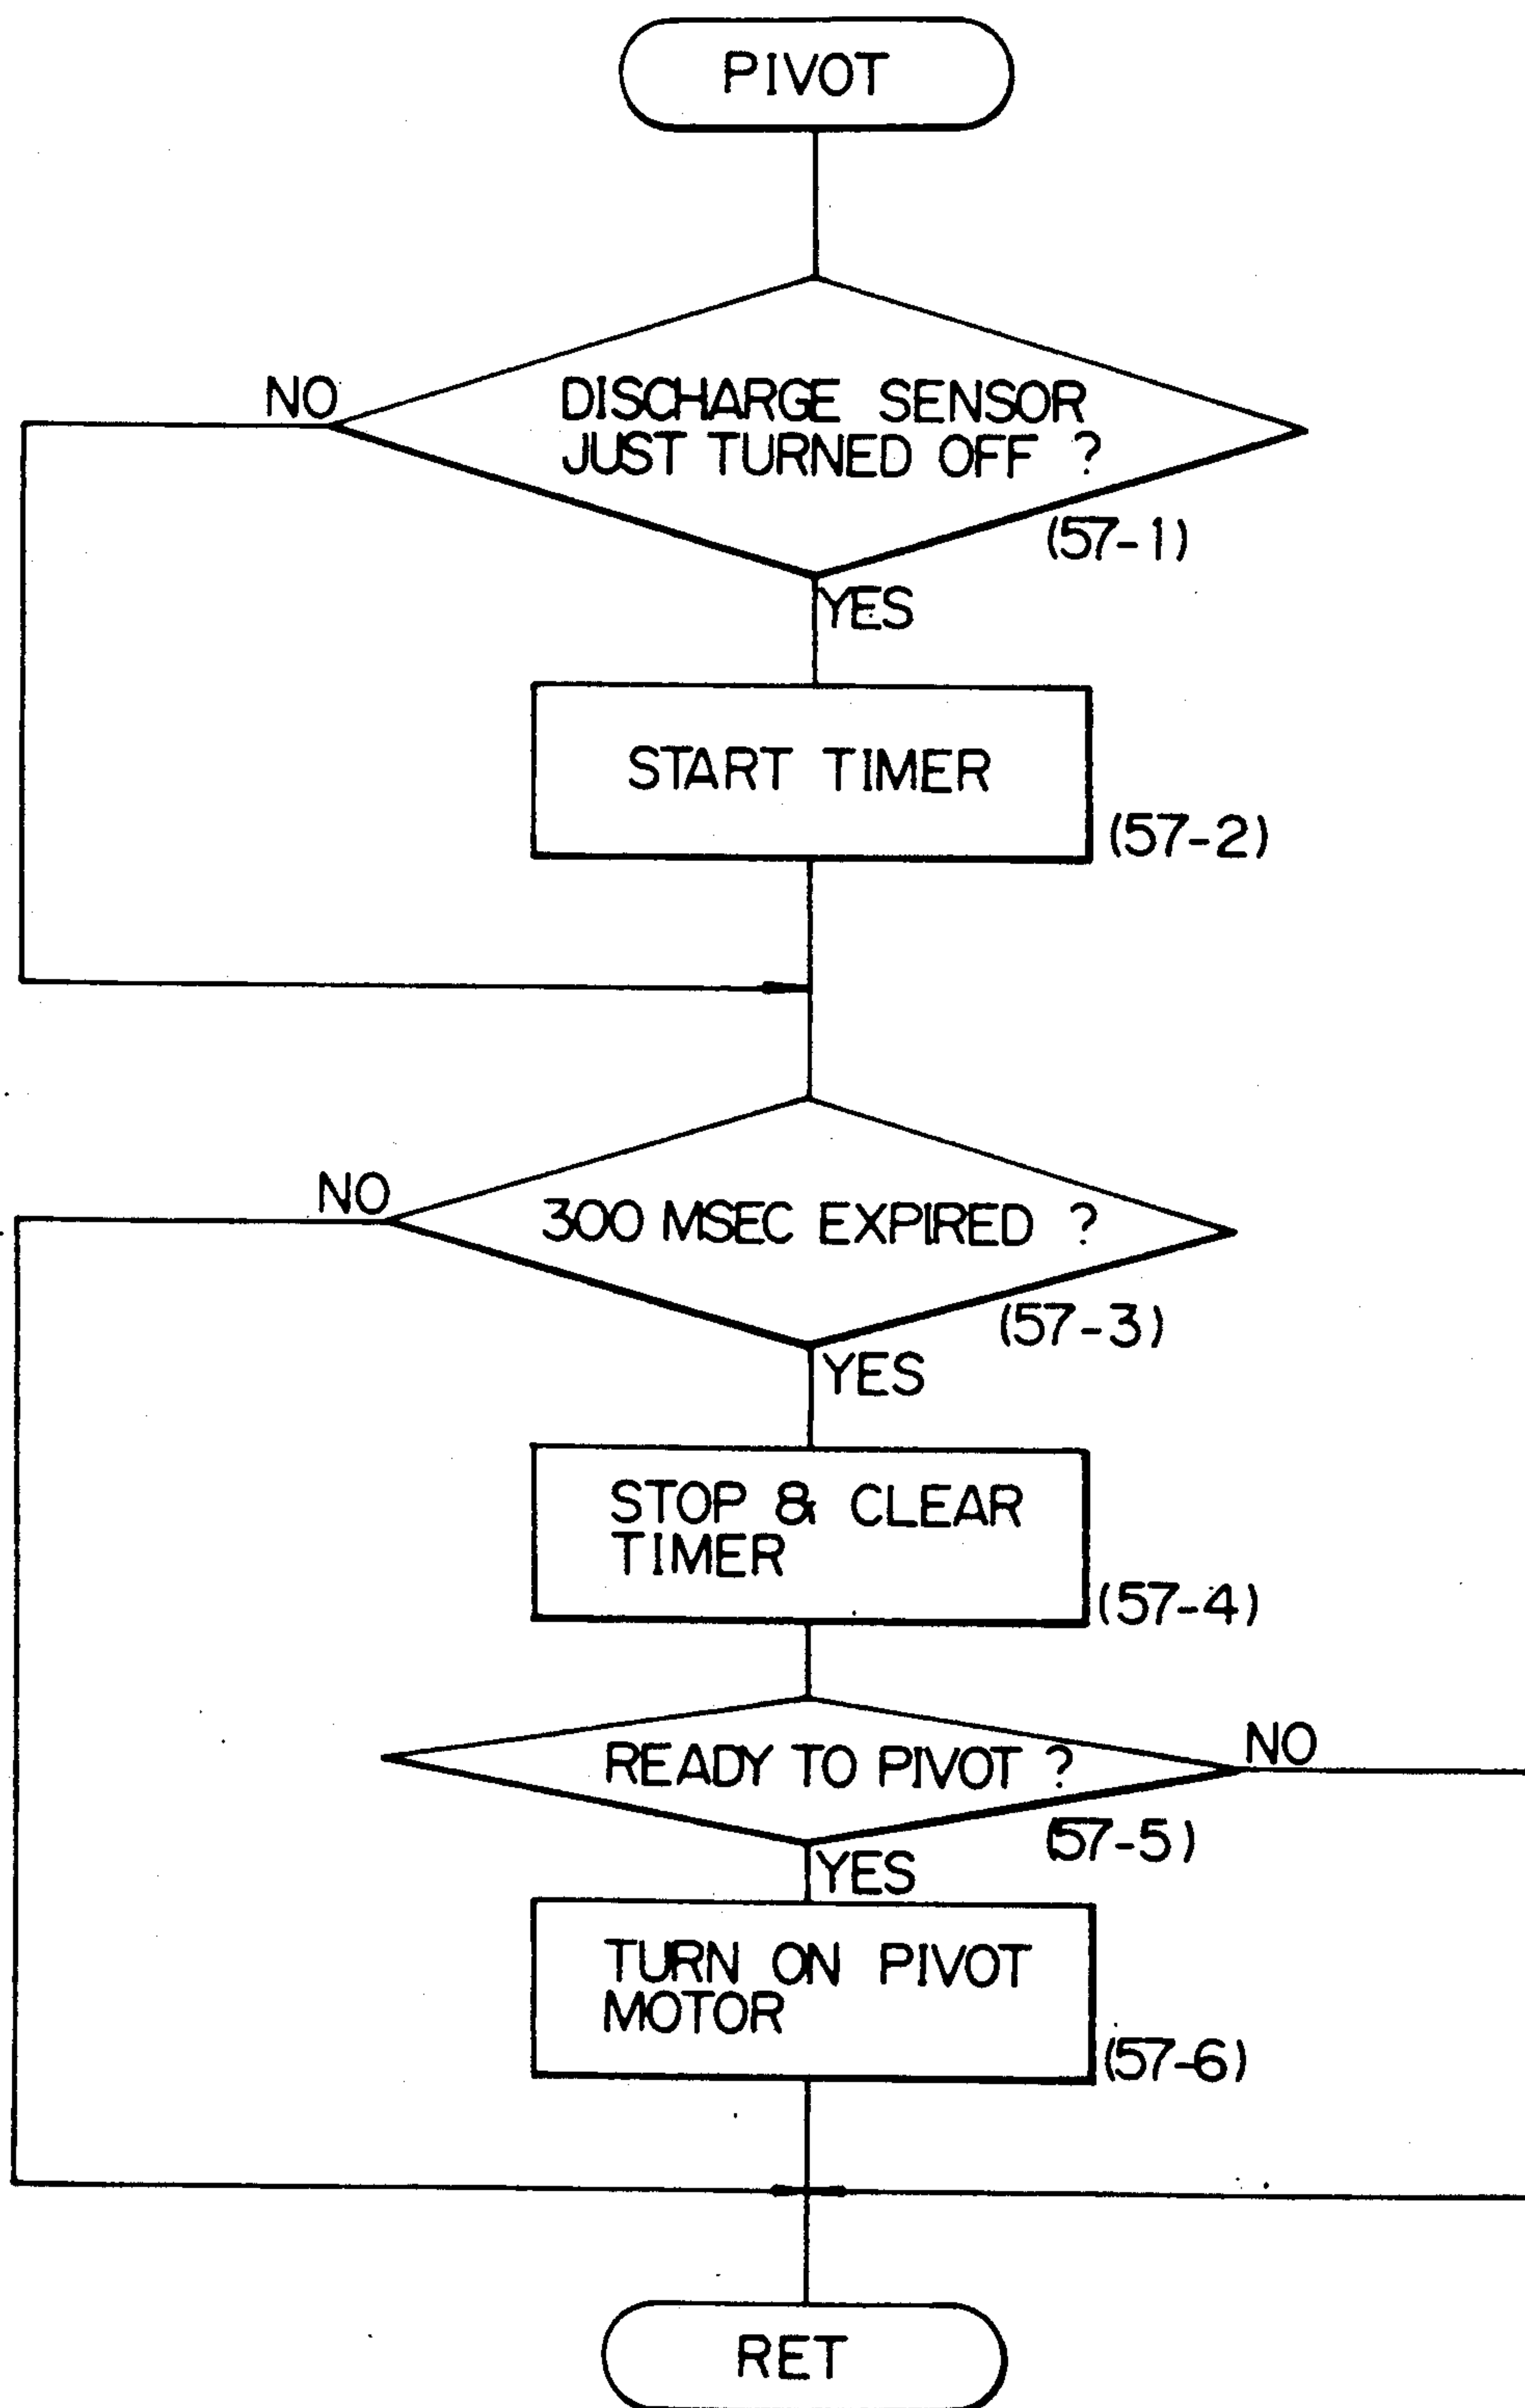 PIVOT
NO
DISCHARGE SENSOR
JUST TURNED OFF ?
(57-1)
YES
START TIMER
(57-2)
NO
300 MSEC EXPIRED ?
(57-3)
YES
STOP & CLEAR
TIMER
(57-4)
READY TO PIVOT ?
NO
(57-5)
YES
TURN ON PIVOT
MOTOR
(57-6)
RET